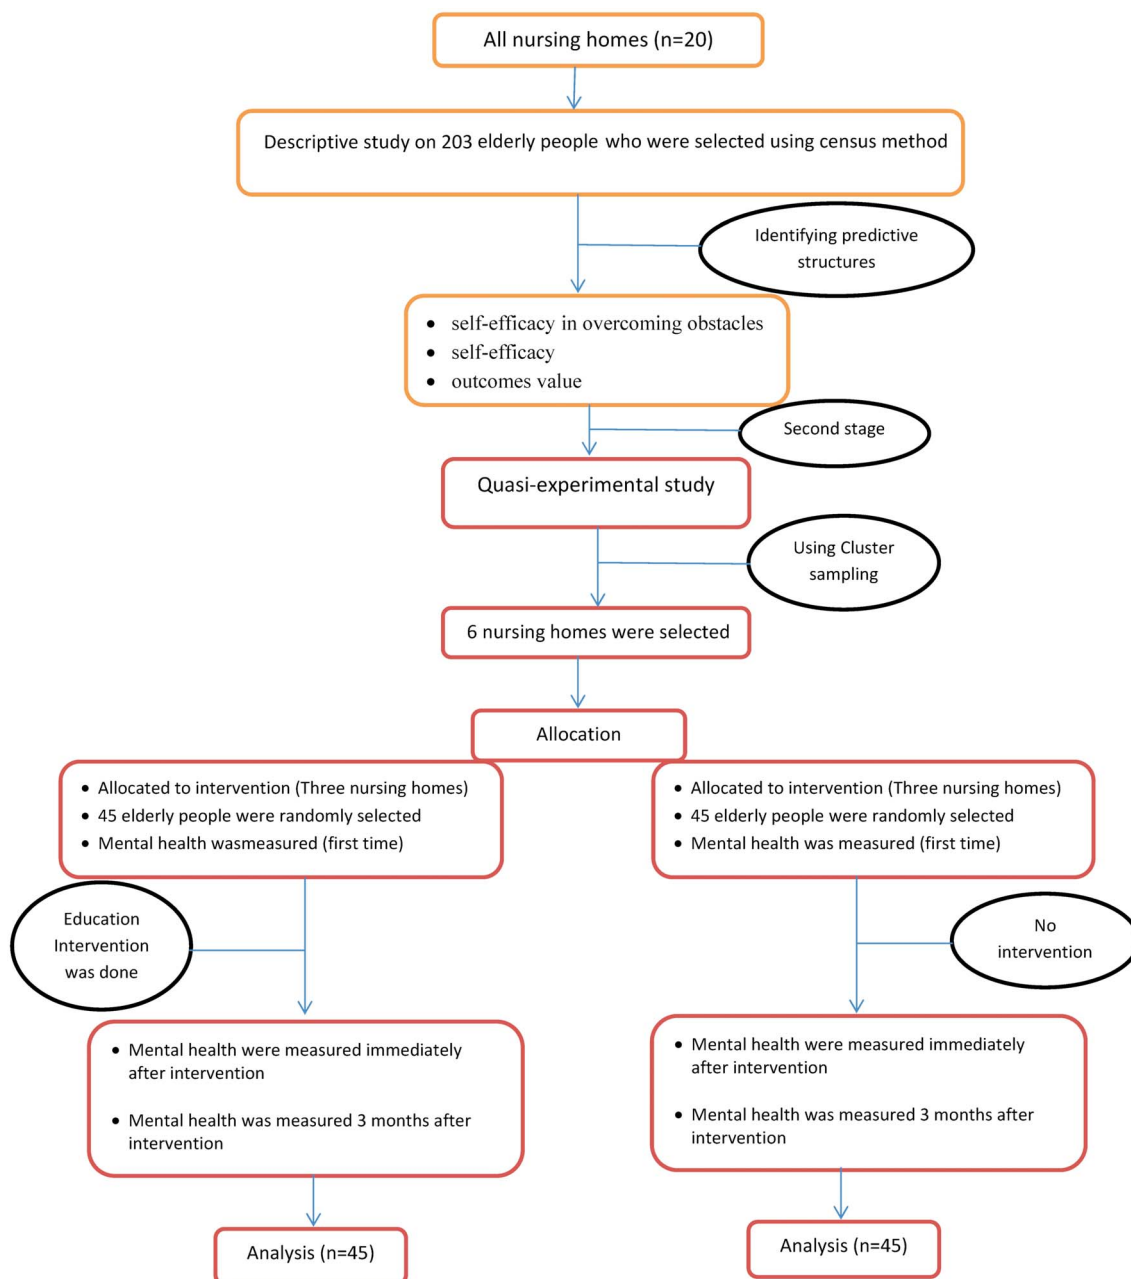 All nursing homes (n=20)
Descriptive study on 203 elderly people who were selected using census method
Identifying predictive
structures
• self-efficacy in overcoming obstacles
• self-efficacy
• outcomes value
Second stage
Quasi-experimental study
Using Cluster
sampling
6 nursing homes were selected
Allocation
• Allocated to intervention (Three nursing homes)
• 45 elderly people were randomly selected
• Mental health wasmeasured (first time)
• Allocated to intervention (Three nursing homes)
• 45 elderly people were randomly selected
• Mental health was measured (first time)
Education
Intervention
was done
No
intervention
• Mental health were measured immediately
after intervention
• Mental health was measured 3 months after
intervention
• Mental health were measured immediately
after intervention
• Mental health was measured 3 months after
intervention
Analysis (n=45)
Analysis (n=45)